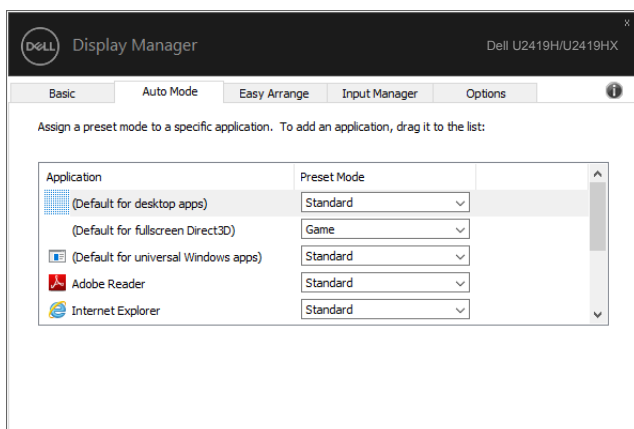 x
DELL Display Manager Dell U2419H/U2419HX
Basic Auto Mode Easy Arrange Input Manager Options
Assign a preset mode to a specific application. To add an application, drag it to the list:
Application Preset Mode
(Default for desktop apps) Standard
(Default for fullscreen Direct3D) Game
(Default for universal Windows apps) Standard
Adobe Reader Standard
Internet Explorer Standard